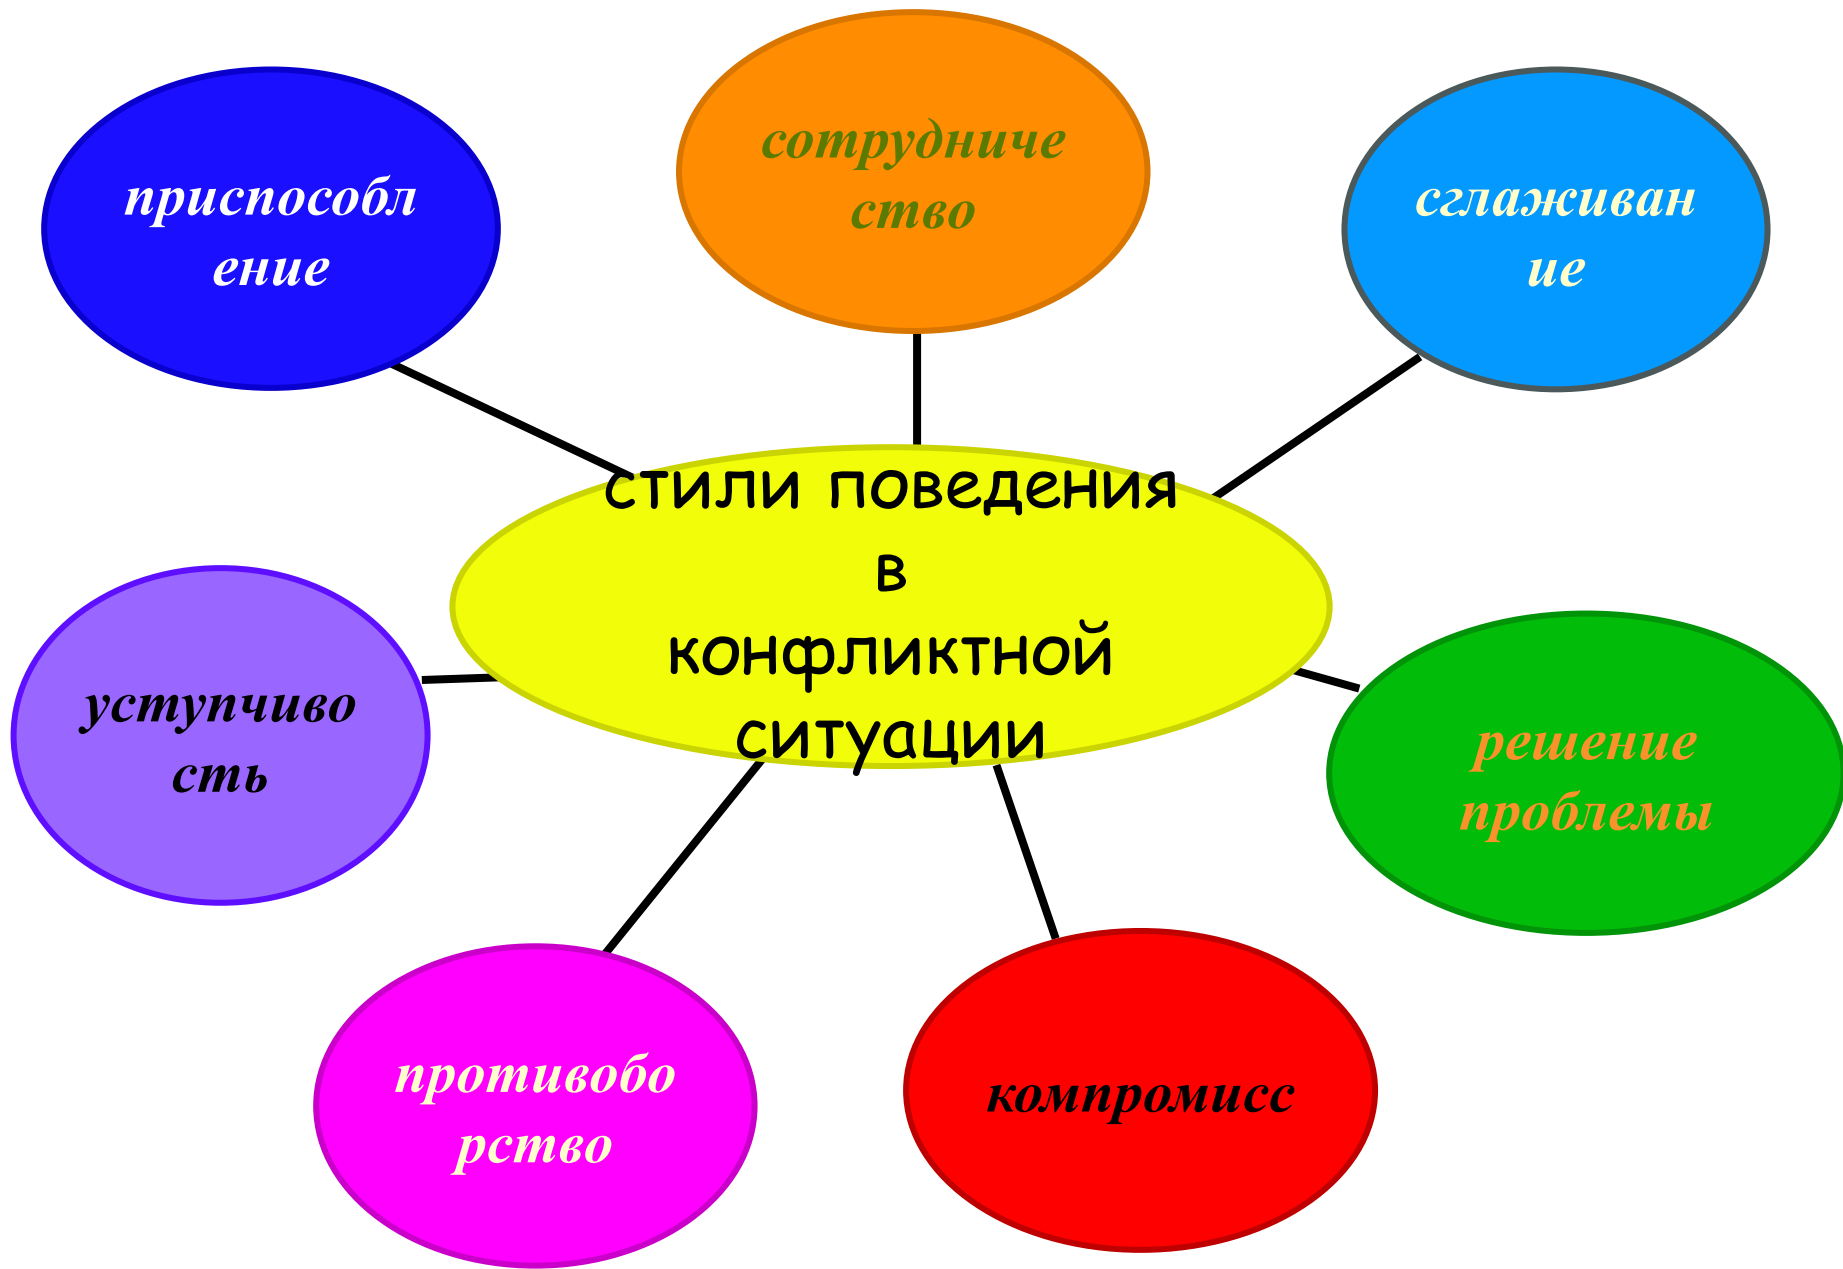 приспособл
ение
сотрудниче
ство
сглаживан
ие
стили поведения
в
конфликтной
ситуации
уступчиво
сть
решение
проблемы
противобо
рство
компромисс